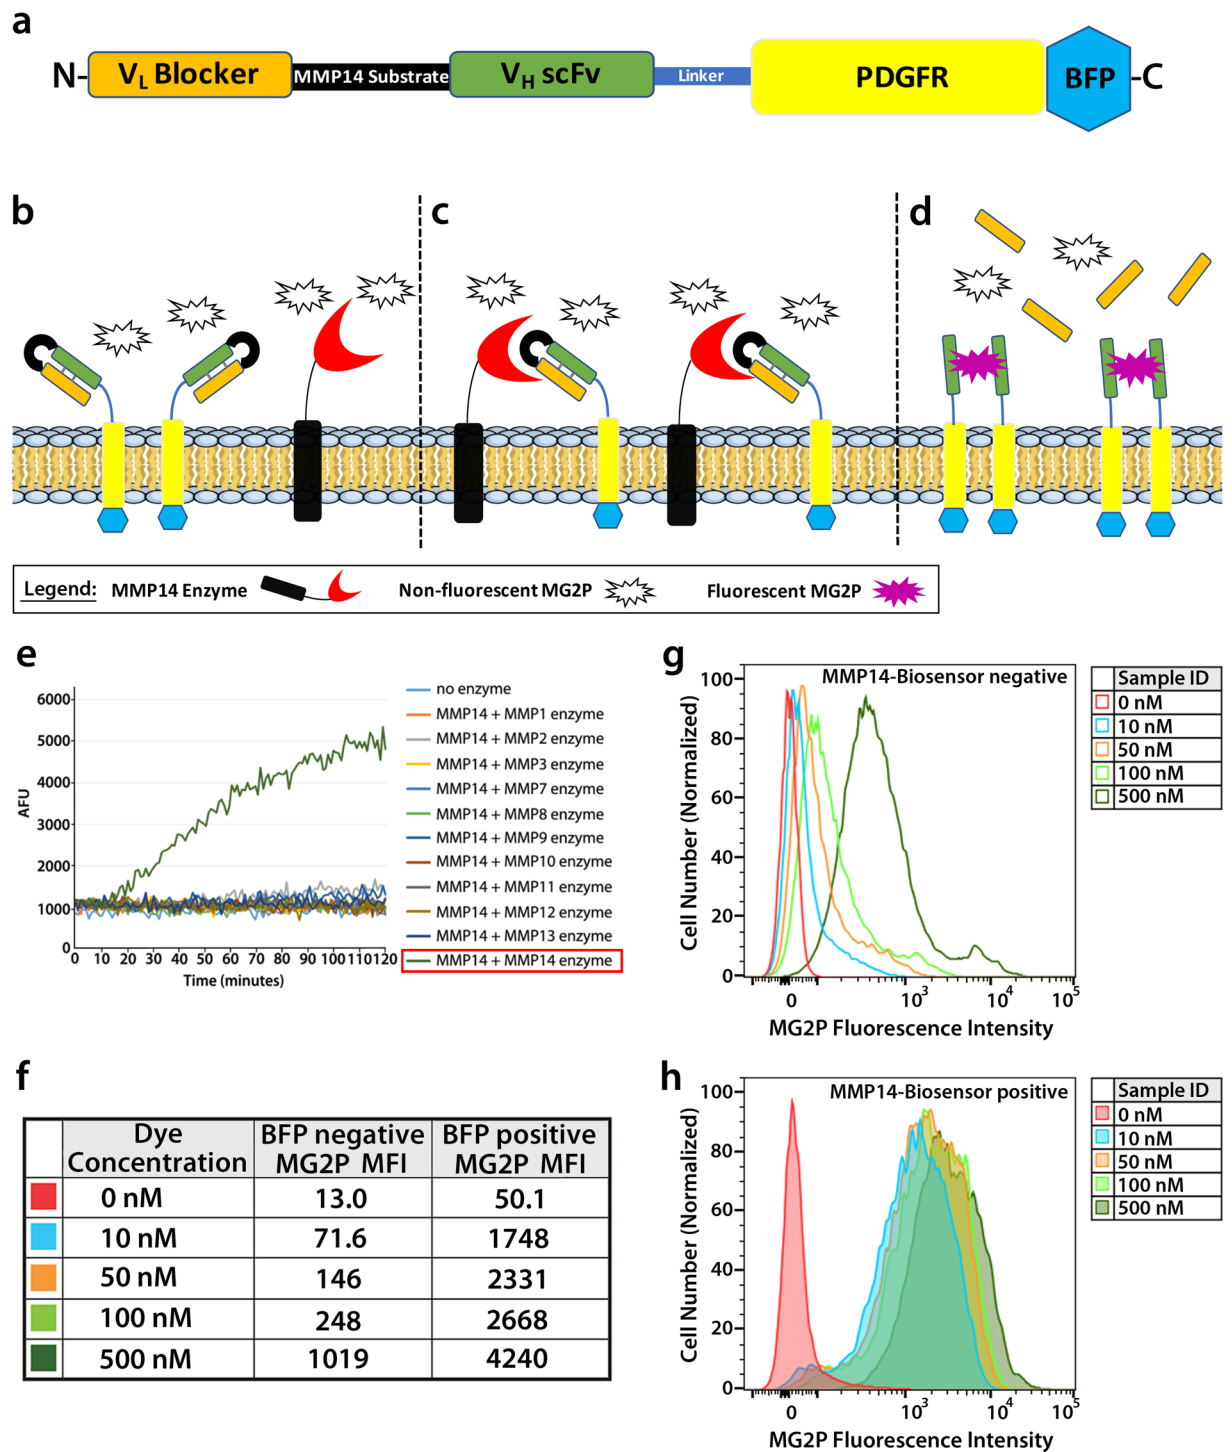 a
N-
VL Blocker
MMP14 Substrate
VH scFv
Linker
PDGFR
BFP
-C
b
c
d
Legend:
MMP14 Enzyme
Non-fluorescent MG2P
Fluorescent MG2P
e
6000
5000
4000
3000
2000
1000
0
AFU
0 10 20 30 40 50 60 70 80 90 100 110 120
Time (minutes)
no enzyme
MMP14 + MMP1 enzyme
MMP14 + MMP2 enzyme
MMP14 + MMP3 enzyme
MMP14 + MMP7 enzyme
MMP14 + MMP8 enzyme
MMP14 + MMP9 enzyme
MMP14 + MMP10 enzyme
MMP14 + MMP11 enzyme
MMP14 + MMP12 enzyme
MMP14 + MMP13 enzyme
MMP14 + MMP14 enzyme
f
Dye Concentration
BFP negative MG2P MFI
BFP positive MG2P MFI
0 nM 13.0 50.1
10 nM 71.6 1748
50 nM 146 2331
100 nM 248 2668
500 nM 1019 4240
g
MMP14-Biosensor negative
100
80
60
40
20
0
Cell Number (Normalized)
0 10³ 10⁴ 10⁵
MG2P Fluorescence Intensity
Sample ID
0 nM
10 nM
50 nM
100 nM
500 nM
h
MMP14-Biosensor positive
100
80
60
40
20
0
Cell Number (Normalized)
0 10³ 10⁴ 10⁵
MG2P Fluorescence Intensity
Sample ID
0 nM
10 nM
50 nM
100 nM
500 nM